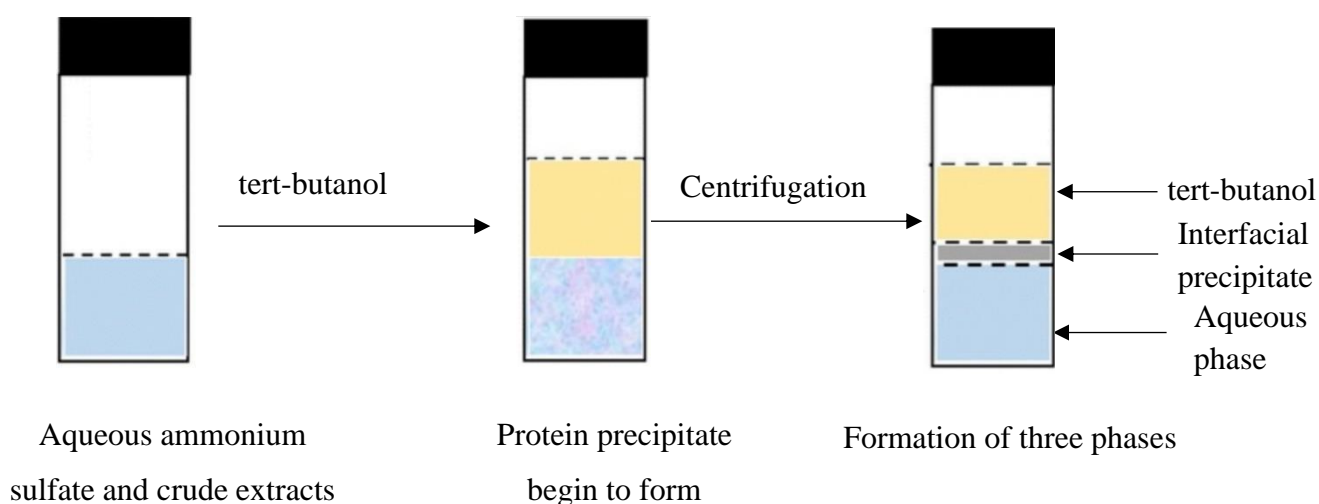 tert-butanol
Centrifugation
tert-butanol
Interfacial
precipitate
Aqueous
phase
Aqueous ammonium
sulfate and crude extracts
Protein precipitate
begin to form
Formation of three phases